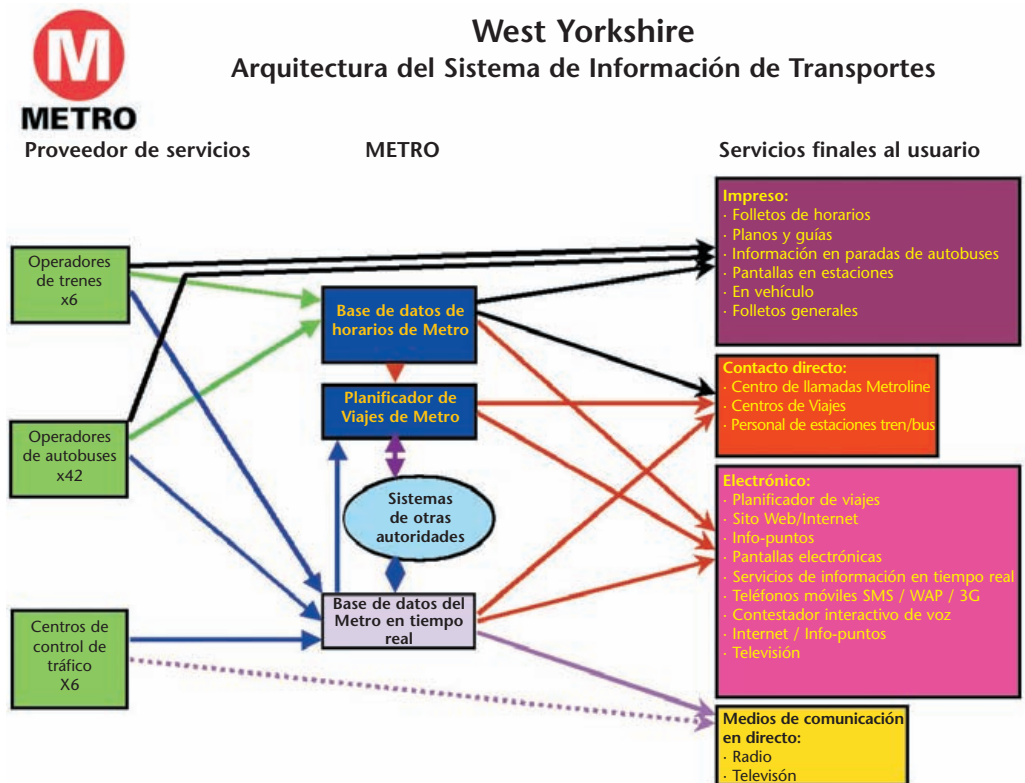 West Yorkshire
Arquitectura del Sistema de Información de Transportes
M
METRO
Proveedor de servicios
METRO
Servicios finales al usuario
Operadores
de trenes
x6
Operadores
de autobuses
x42
Centros de
control de
tráfico
X6
Base de datos de
horarios de Metro
Planificador de
Viajes de Metro
Sistemas
de otras
autoridades
Base de datos del
Metro en tiempo
real
Impreso:
· Folletos de horarios
· Planos y guías
· Información en paradas de autobuses
· Pantallas en estaciones
· En vehículo
· Folletos generales
Contacto directo:
· Centro de llamadas Metroline
· Centros de Viajes
· Personal de estaciones tren/bus
Electrónico:
· Planificador de viajes
· Sito Web/Internet
· Info-puntos
· Pantallas electrónicas
· Servicios de información en tiempo real
· Teléfonos móviles SMS / WAP / 3G
· Contestador interactivo de voz
· Internet / Info-puntos
· Televisión
Medios de comunicación
en directo:
· Radio
· Televisón